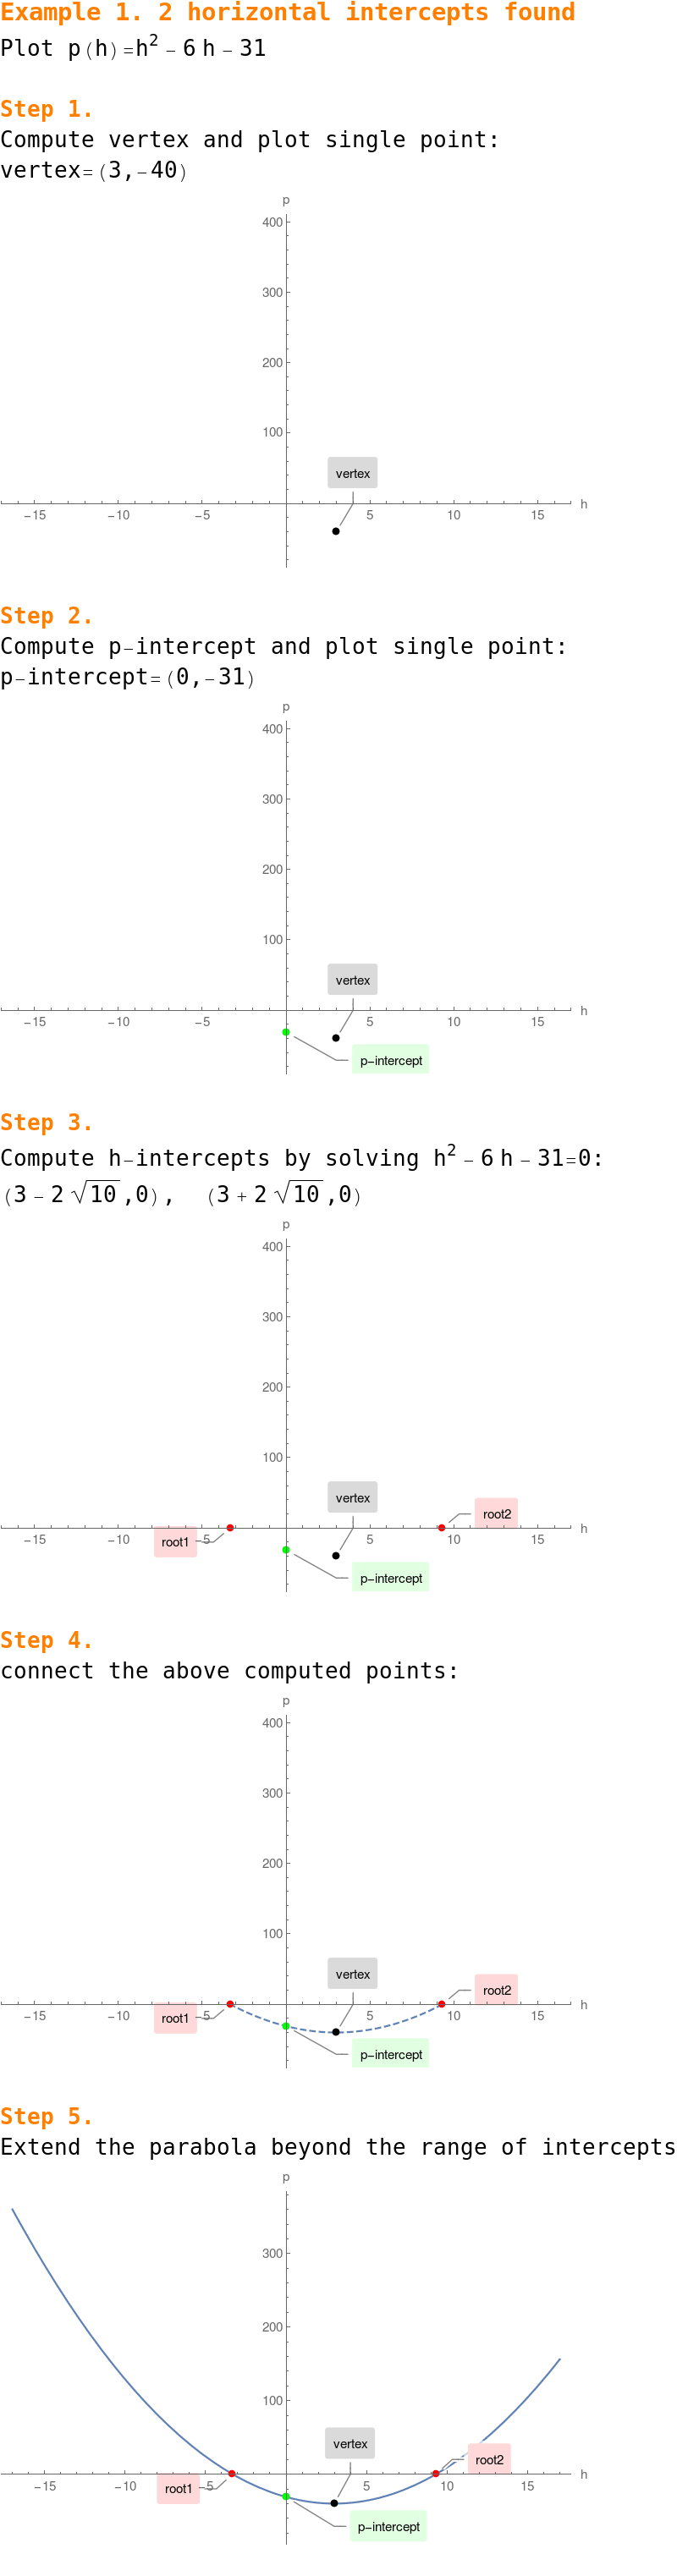 Example 1. 2 horizontal intercepts found
Plot p(h)=h² − 6 h − 31
Step 1.
Compute vertex and plot single point:
vertex=(3,−40)
p
400
300
200
100
vertex
−15 −10 −5 5 10 15 h
Step 2.
Compute p−intercept and plot single point:
p−intercept=(0,−31)
p
400
300
200
100
vertex
−15 −10 −5 5 10 15 h
p−intercept
Step 3.
Compute h−intercepts by solving h² − 6 h − 31=0:
(3 − 2 √10 ,0), (3 + 2 √10 ,0)
p
400
300
200
100
vertex
root2
−15 −10 −5 5 10 15 h
root1
p−intercept
Step 4.
connect the above computed points:
p
400
300
200
100
vertex
root2
−15 −10 −5 5 10 15 h
root1
p−intercept
Step 5.
Extend the parabola beyond the range of intercepts
p
300
200
100
vertex
root2
−15 −10 −5 5 10 15 h
root1
p−intercept